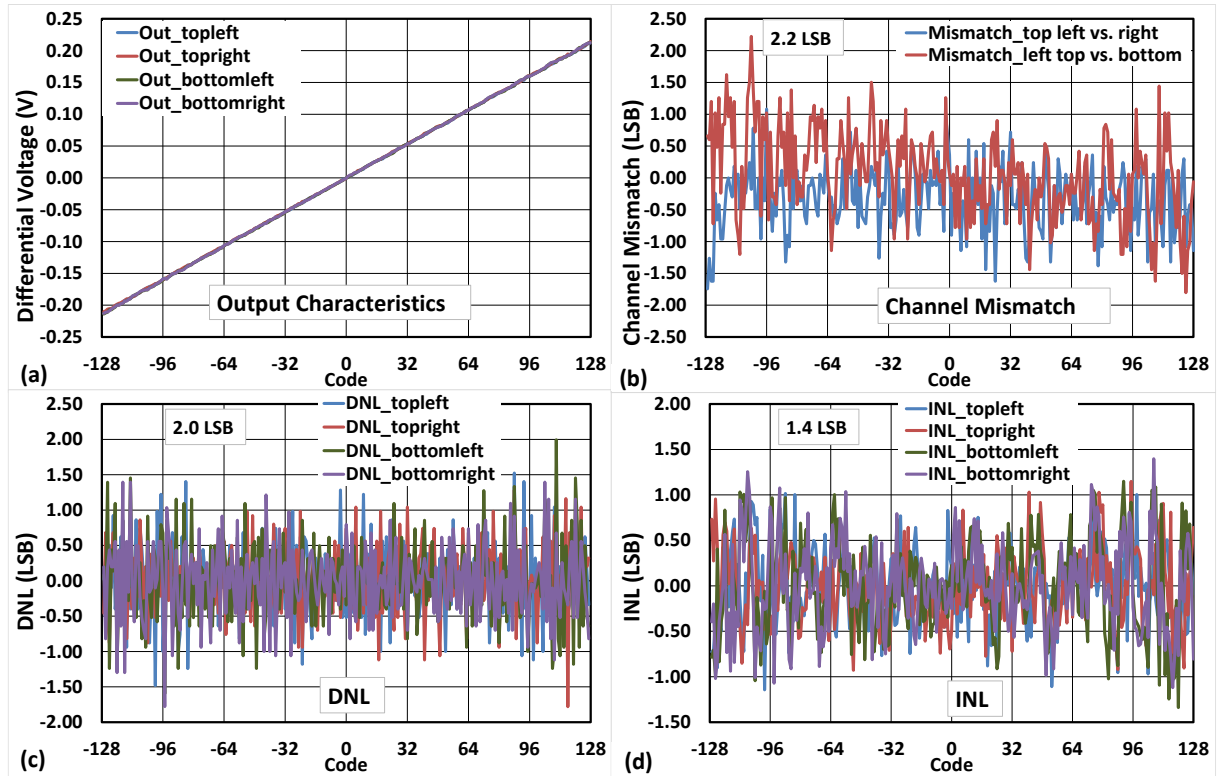 0.25
0.20
0.15
0.10
0.05
0.00
-0.05
-0.10
-0.15
-0.20
-0.25
Differential Voltage (V)
Out_topleft
Out_topright
Out_bottomleft
Out_bottomright
Output Characteristics
-128 -96 -64 -32 0 32 64 96 128
Code
(a)
2.50
2.00
1.50
1.00
0.50
0.00
-0.50
-1.00
-1.50
-2.00
-2.50
Channel Mismatch (LSB)
2.2 LSB
Mismatch_top left vs. right
Mismatch_left top vs. bottom
Channel Mismatch
-128 -96 -64 -32 0 32 64 96 128
Code
(b)
2.50
2.00
1.50
1.00
0.50
0.00
-0.50
-1.00
-1.50
-2.00
DNL (LSB)
2.0 LSB
DNL_topleft
DNL_topright
DNL_bottomleft
DNL_bottomright
DNL
-128 -96 -64 -32 0 32 64 96 128
Code
(c)
2.00
1.50
1.00
0.50
0.00
-0.50
-1.00
-1.50
INL (LSB)
1.4 LSB
INL_topleft
INL_topright
INL_bottomleft
INL_bottomright
INL
-128 -96 -64 -32 0 32 64 96 128
Code
(d)